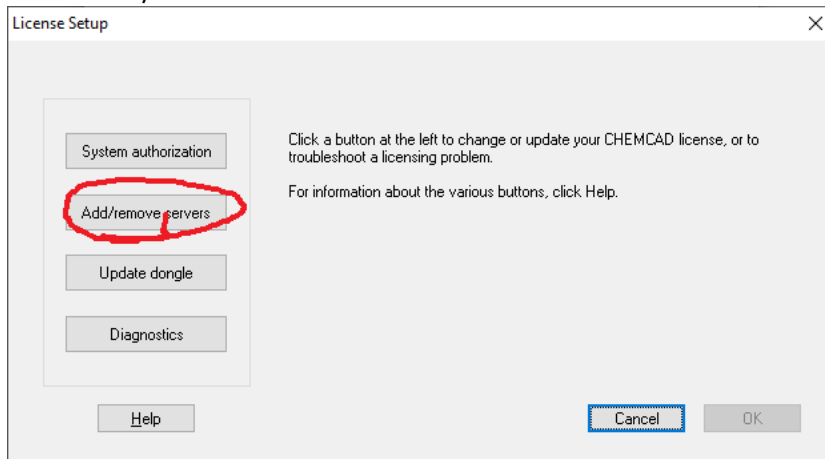 License Setup
System authorization
Click a button at the left to change or update your CHEMCAD license, or to
troubleshoot a licensing problem.
Add/remove servers
For information about the various buttons, click Help.
Update dongle
Diagnostics
Help
Cancel
OK